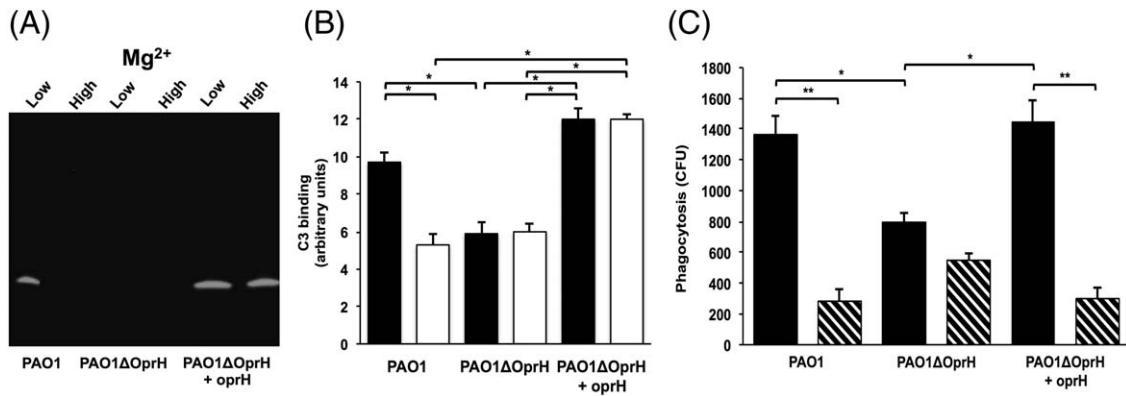 (A)
Mg2+
Low High Low High Low High
PAO1 PAO1ΔOprH PAO1ΔOprH
+ oprH
(B)
C3 binding
(arbitrary units)
14
12
10
8
6
4
2
0
* * * * * *
PAO1 PAO1ΔOprH PAO1ΔOprH
+ oprH
(C)
Phagocytosis (CFU)
1800
1600
1400
1200
1000
800
600
400
200
0
* * ** **
PAO1 PAO1ΔOprH PAO1ΔOprH
+ oprH